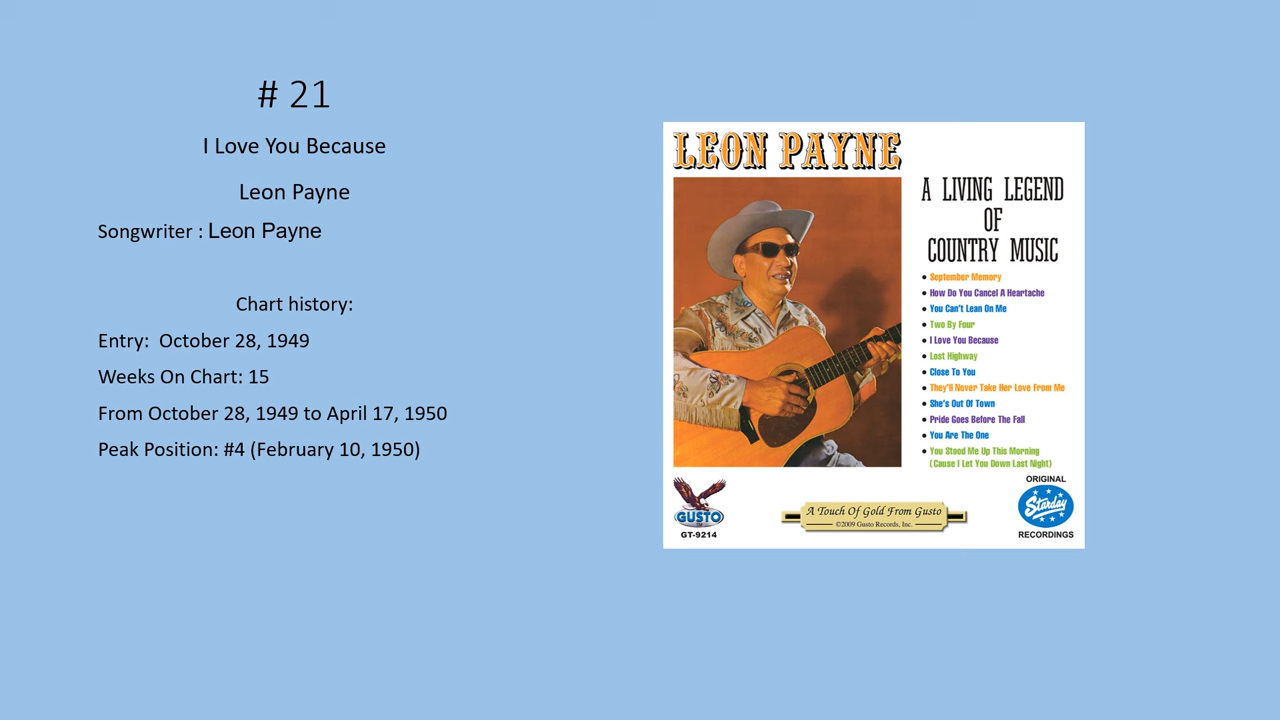 # 21
I Love You Because
Leon Payne
Songwriter : Leon Payne
Chart history:
Entry:  October 28, 1949
Weeks On Chart: 15
From October 28, 1949 to April 17, 1950
Peak Position: #4 (February 10, 1950)
LEON PAYNE
A LIVING LEGEND
OF
COUNTRY MUSIC
• September Memory
• How Do You Cancel A Heartache
• You Can't Lean On Me
• Two By Four
• I Love You Because
• Lost Highway
• Close To You
• They'll Never Take Her Love From Me
• She's Out Of Town
• Pride Goes Before The Fall
• You Are The One
• You Stood Me Up This Morning
(Cause I Let You Down Last Night)
GUSTO
GT-9214
A Touch Of Gold From Gusto
©2009 Gusto Records, Inc.
ORIGINAL
Starday
RECORDINGS